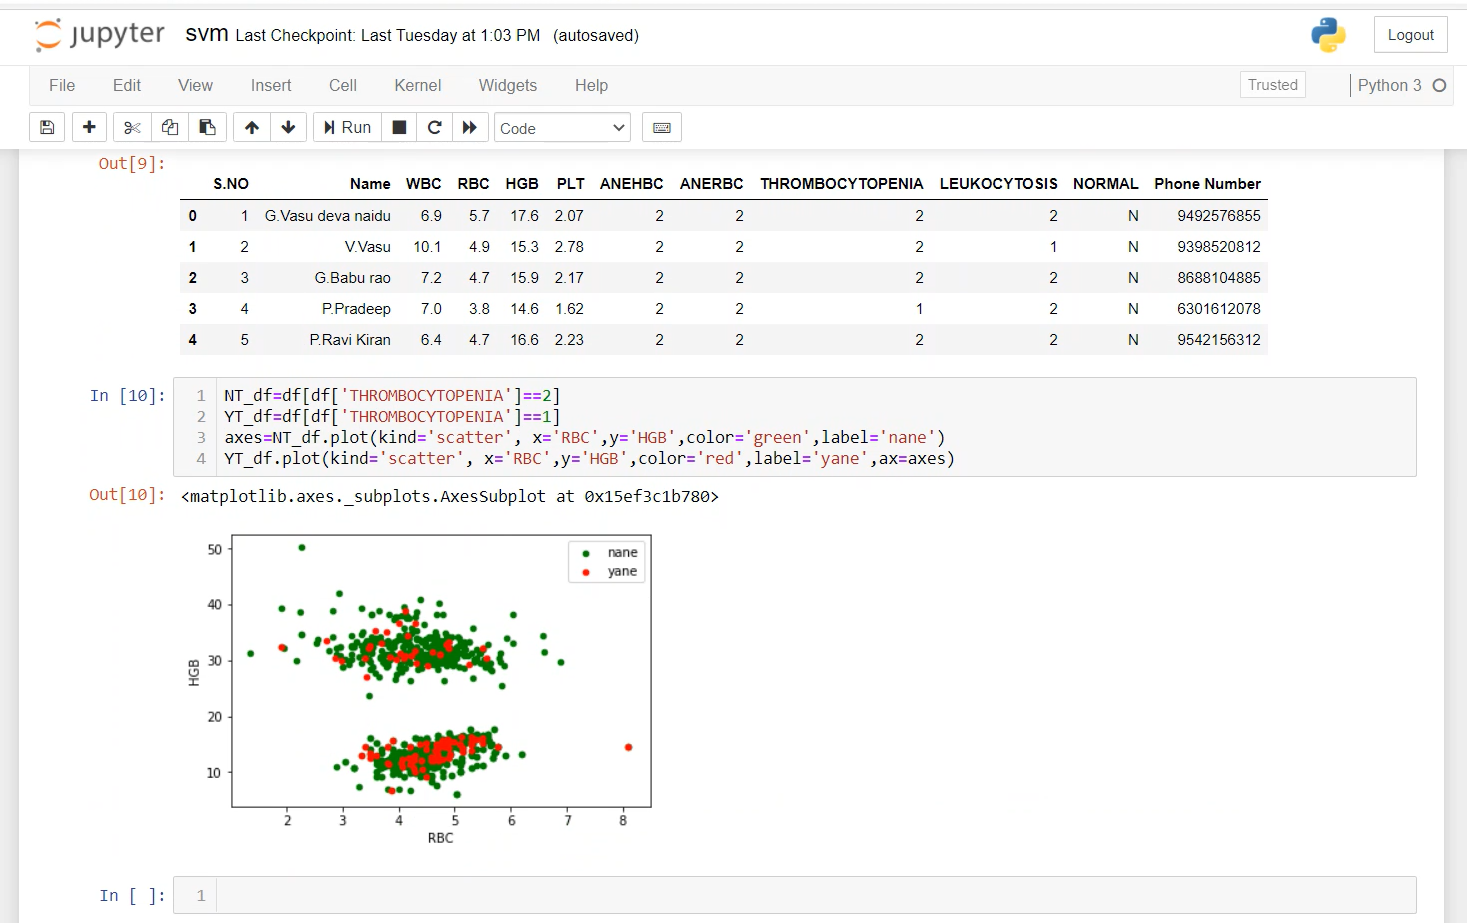 jupyter svm Last Checkpoint: Last Tuesday at 1:03 PM (autosaved) Logout
File Edit View Insert Cell Kernel Widgets Help Trusted Python 3
Run Code
Out[9]:
S.NO Name WBC RBC HGB PLT ANEHBC ANERBC THROMBOCYTOPENIA LEUKOCYTOSIS NORMAL Phone Number
0 1 G.Vasu deva naidu 6.9 5.7 17.6 2.07 2 2 2 2 N 9492576855
1 2 V.Vasu 10.1 4.9 15.3 2.78 2 2 2 1 N 9398520812
2 3 G.Babu rao 7.2 4.7 15.9 2.17 2 2 2 2 N 8688104885
3 4 P.Pradeep 7.0 3.8 14.6 1.62 2 2 1 2 N 6301612078
4 5 P.Ravi Kiran 6.4 4.7 16.6 2.23 2 2 2 2 N 9542156312
In [10]:
1 NT_df=df[df['THROMBOCYTOPENIA']==2]
2 YT_df=df[df['THROMBOCYTOPENIA']==1]
3 axes=NT_df.plot(kind='scatter', x='RBC',y='HGB',color='green',label='nane')
4 YT_df.plot(kind='scatter', x='RBC',y='HGB',color='red',label='yane',ax=axes)
Out[10]: <matplotlib.axes._subplots.AxesSubplot at 0x15ef3c1b780>
nane
yane
50
40
30
20
10
HGB
2 3 4 5 6 7 8
RBC
In [ ]: 1